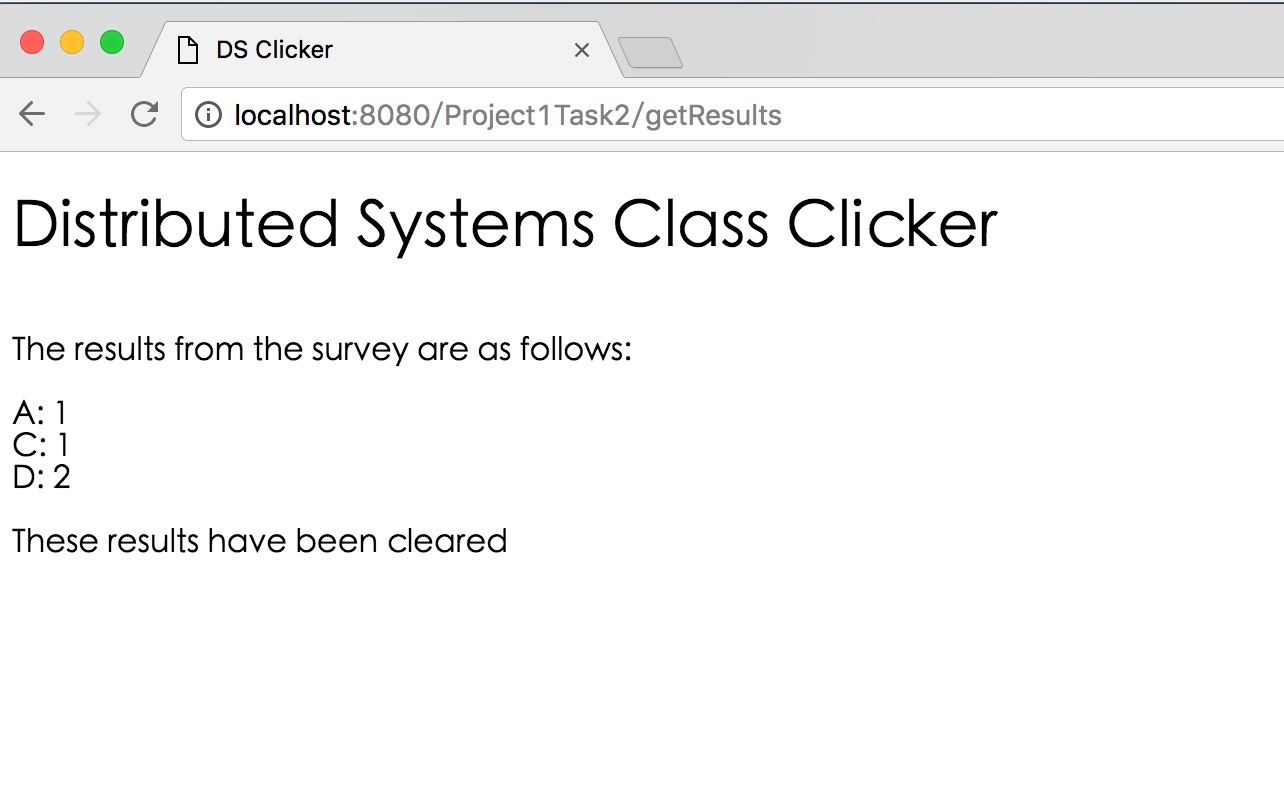 DS Clicker
localhost:8080/Project1Task2/getResults
Distributed Systems Class Clicker
The results from the survey are as follows:
A: 1
C: 1
D: 2
These results have been cleared